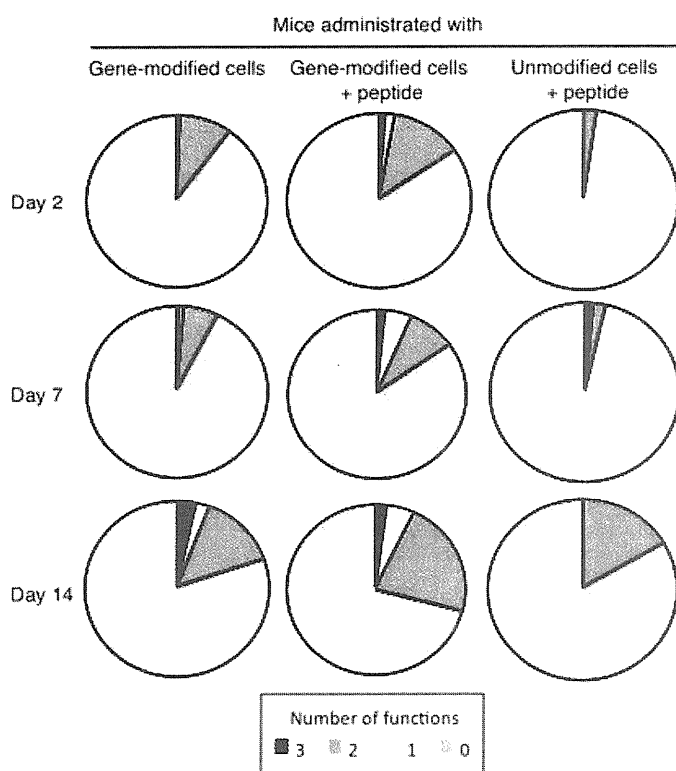 Mice administrated with
Gene-modified cells
Gene-modified cells
+ peptide
Unmodified cells
+ peptide
Day 2
Day 7
Day 14
Number of functions
3 2 1 0